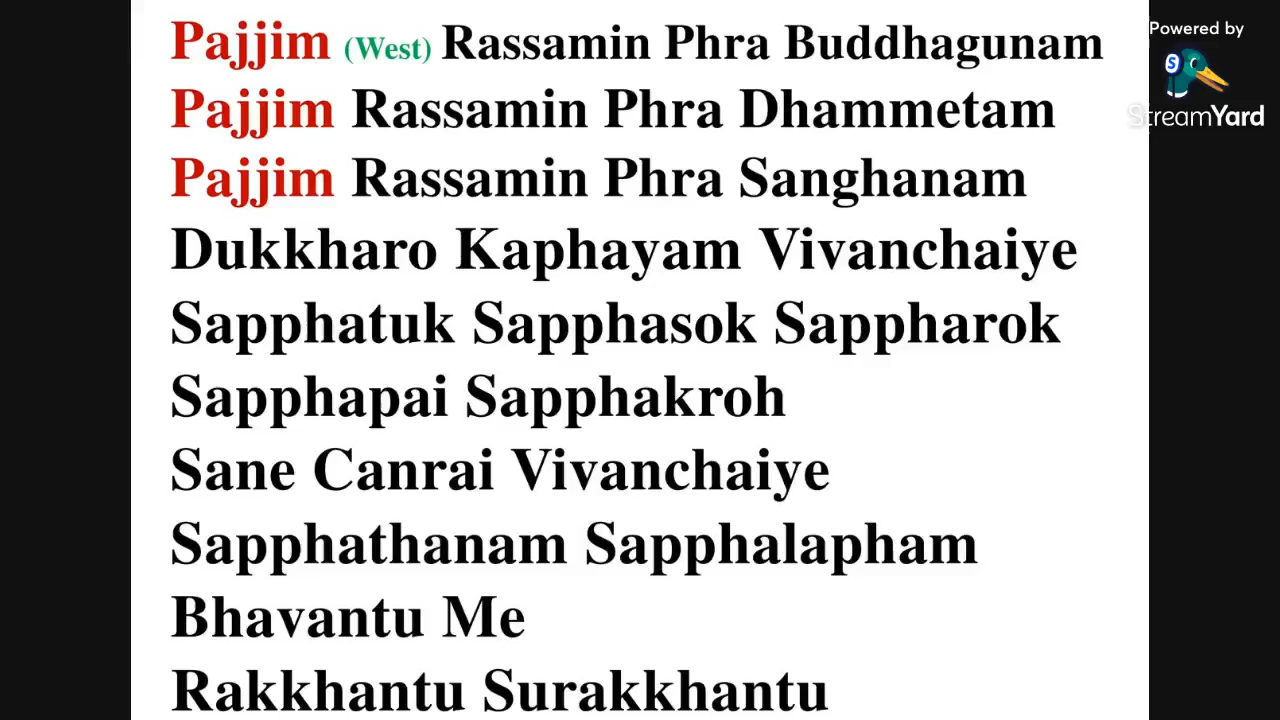 Pajjim (West) Rassamin Phra Buddhagunam
Pajjim Rassamin Phra Dhammetam
Pajjim Rassamin Phra Sanghanam
Dukkharo Kaphayam Vivanchaiye
Sapphatuk Sapphasok Sappharok
Sapphapai Sapphakroh
Sane Canrai Vivanchaiye
Sapphathanam Sapphalapham
Bhavantu Me
Rakkhantu Surakkhantu
Powered by
S
StreamYard